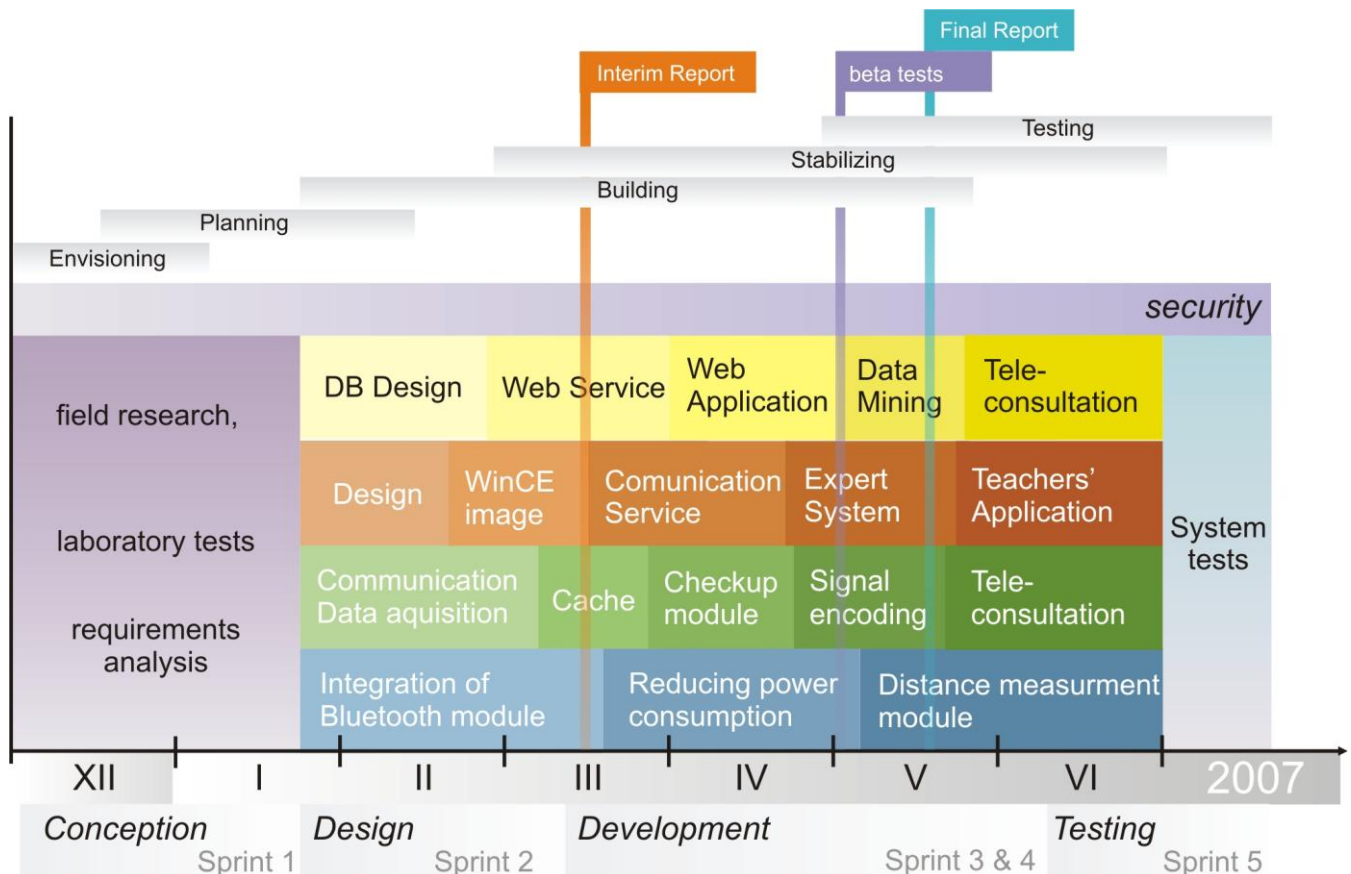 Final Report
Interim Report
beta tests
Testing
Stabilizing
Building
Planning
Envisioning
security
field research,
laboratory tests
requirements
analysis
DB Design
Web Service
Web
Application
Data
Mining
Tele-
consultation
Design
WinCE
image
Comunication
Service
Expert
System
Teachers'
Application
Communication
Data aquisition
Cache
Checkup
module
Signal
encoding
Tele-
consultation
Integration of
Bluetooth module
Reducing power
consumption
Distance measurment
module
System
tests
XII I II III IV V VI 2007
Conception Design Development Testing
Sprint 1 Sprint 2 Sprint 3 & 4 Sprint 5